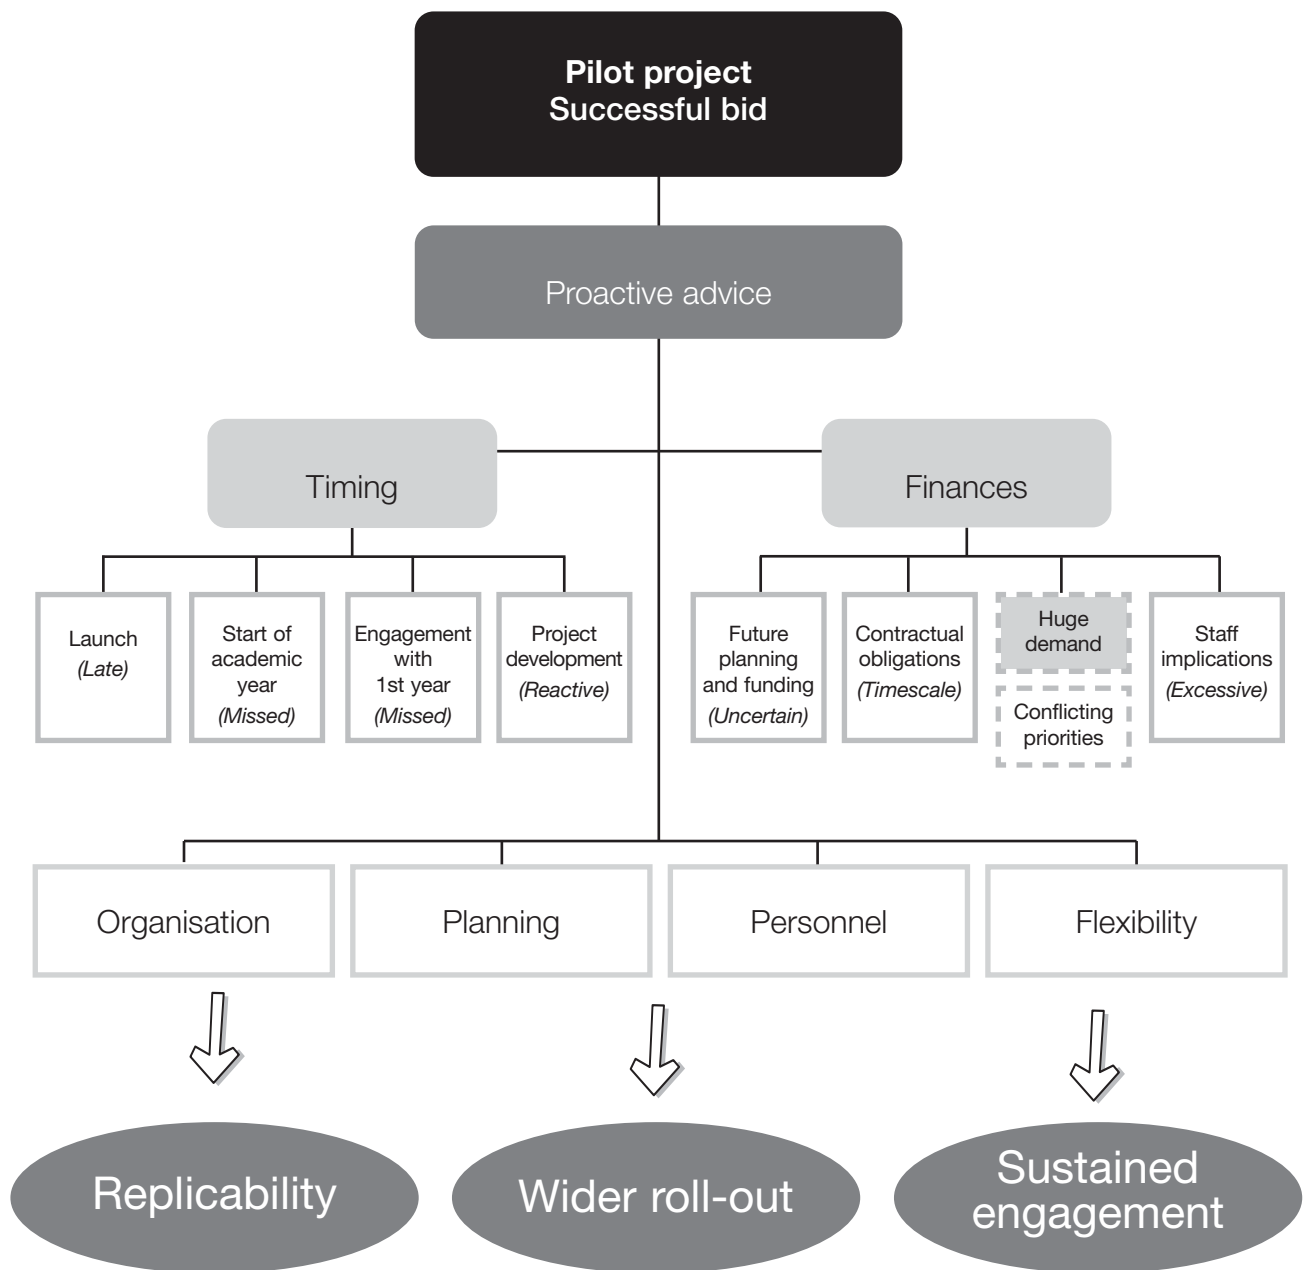 Pilot project
Successful bid
Proactive advice
Timing
Finances
Launch
(Late)
Start of
academic
year
(Missed)
Engagement
with
1st year
(Missed)
Project
development
(Reactive)
Future
planning
and funding
(Uncertain)
Contractual
obligations
(Timescale)
Huge
demand
Conflicting
priorities
Staff
implications
(Excessive)
Organisation
Planning
Personnel
Flexibility
Replicability
Wider roll-out
Sustained
engagement